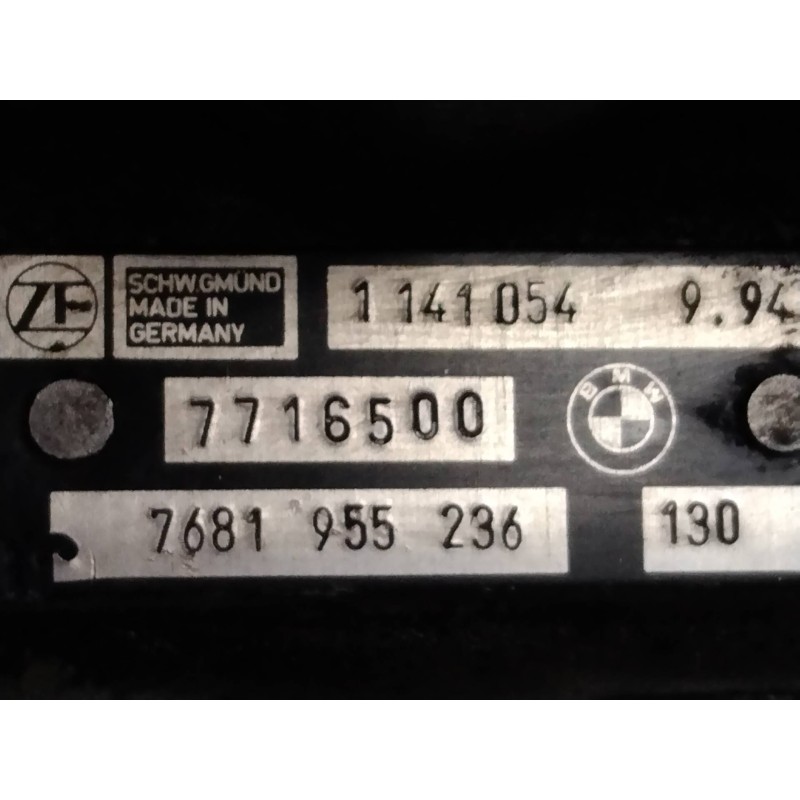 ZF
SCHW.GMÜND
MADE IN
GERMANY
1 141 054 9.94
7716500
BMW
7681 955 236
130